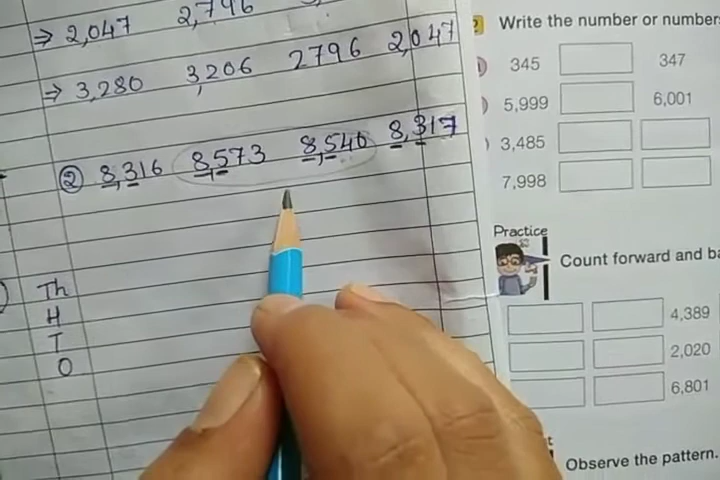 ⇒ 2,047 2,796
⇒ 3,280 3,206 2796 2,047
② 8,316 8,573 8,546 8,317
Th
H
T
O
Write the number or number
345 347
5,999 6,001
3,485
7,998
Practice
Count forward and ba
4,389
2,020
6,801
Observe the pattern.